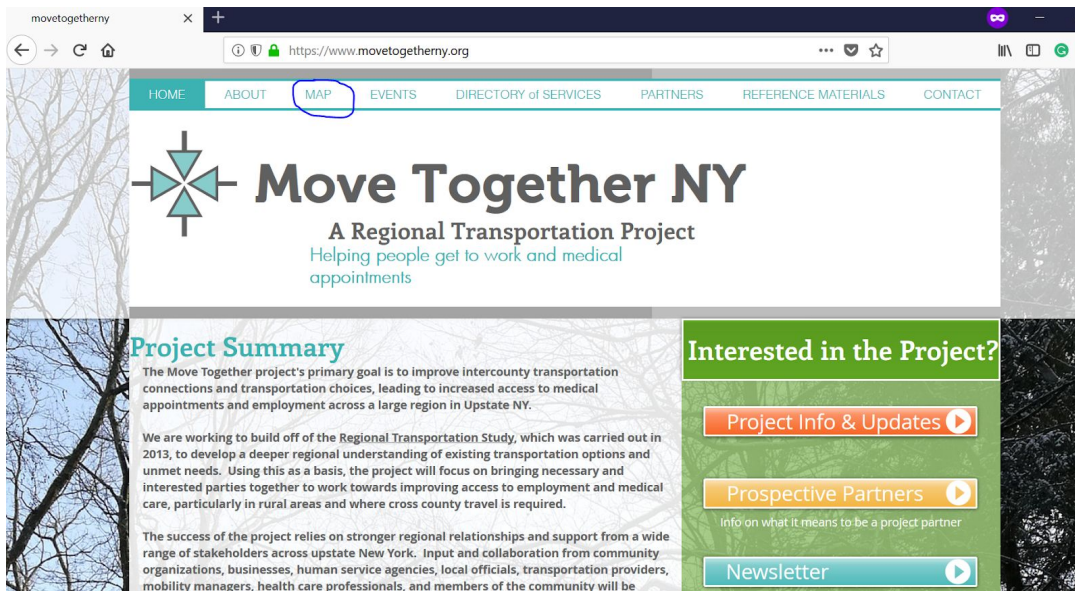 movetogetherny
https://www.movetogetherny.org
HOME ABOUT MAP EVENTS DIRECTORY of SERVICES PARTNERS REFERENCE MATERIALS CONTACT
Move Together NY
A Regional Transportation Project
Helping people get to work and medical
appointments
Project Summary
The Move Together project's primary goal is to improve intercounty transportation
connections and transportation choices, leading to increased access to medical
appointments and employment across a large region in Upstate NY.
We are working to build off of the Regional Transportation Study, which was carried out in
2013, to develop a deeper regional understanding of existing transportation options and
unmet needs. Using this as a basis, the project will focus on bringing necessary and
interested parties together to work towards improving access to employment and medical
care, particularly in rural areas and where cross county travel is required.
The success of the project relies on stronger regional relationships and support from a wide
range of stakeholders across upstate New York. Input and collaboration from community
organizations, businesses, human service agencies, local officials, transportation providers,
mobility managers, health care professionals, and members of the community will be
Interested in the Project?
Project Info & Updates
Prospective Partners
Info on what it means to be a project partner
Newsletter